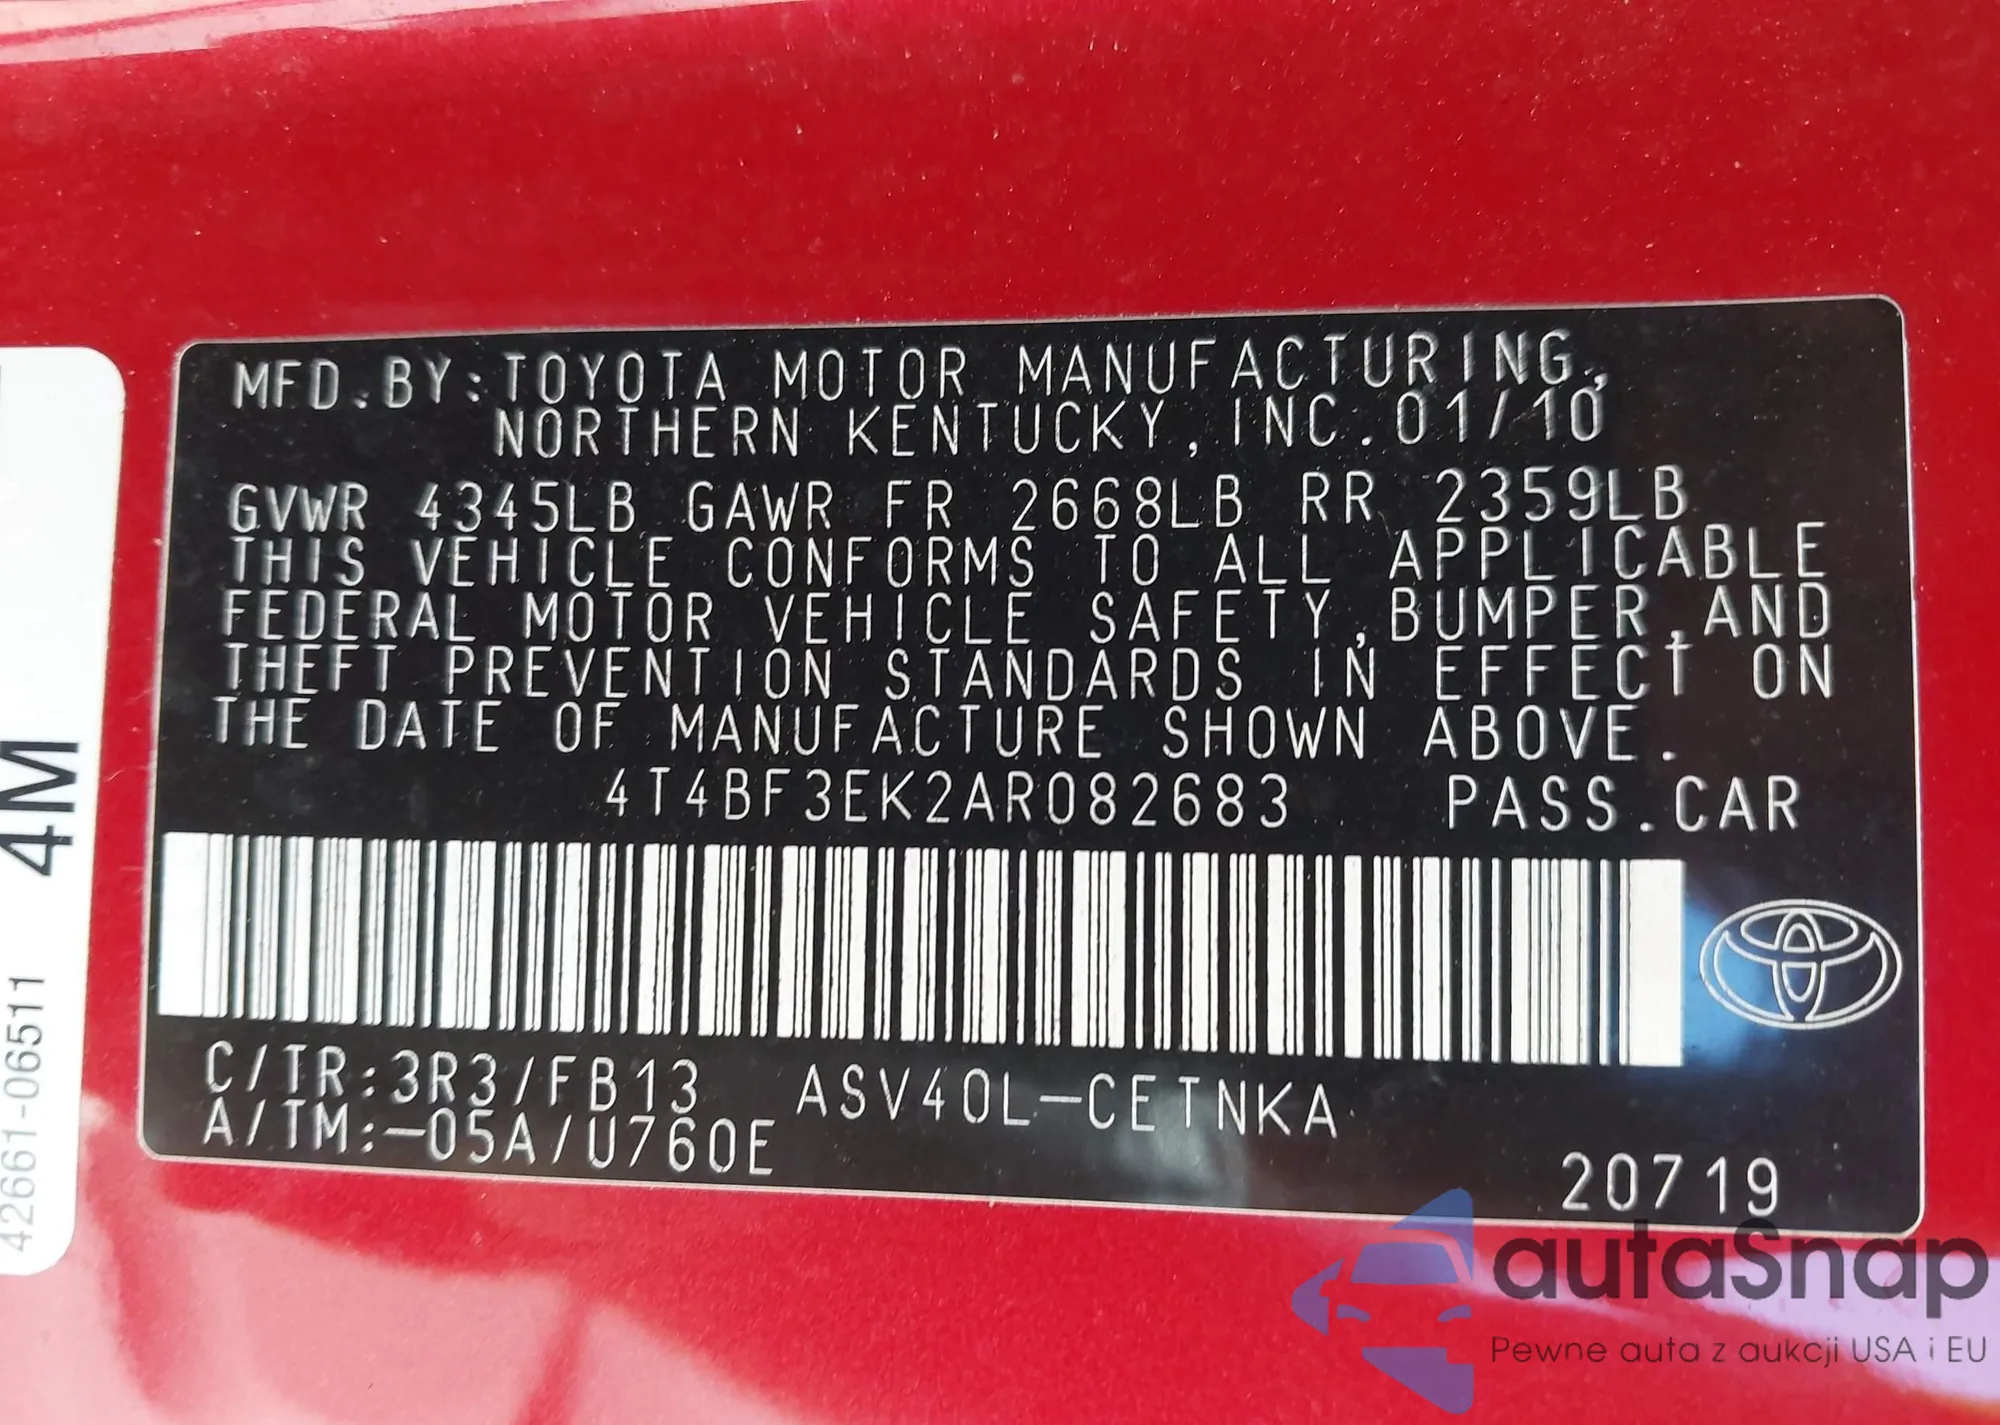 MFD.BY:TOYOTA MOTOR MANUFACTURING,
NORTHERN KENTUCKY,INC.01/10
GVWR 4345LB GAWR FR 2668LB RR 2359LB
THIS VEHICLE CONFORMS TO ALL APPLICABLE
FEDERAL MOTOR VEHICLE SAFETY,BUMPER,AND
THEFT PREVENTION STANDARDS IN EFFECT ON
THE DATE OF MANUFACTURE SHOWN ABOVE.
4T4BF3EK2AR082683 PASS.CAR
C/TR:3R3/FB13 ASV40L-CETNKA
A/TM:-05A/U760E
20719
4M
42661-06511
autaSnap
Pewne auta z aukcji USA i EU